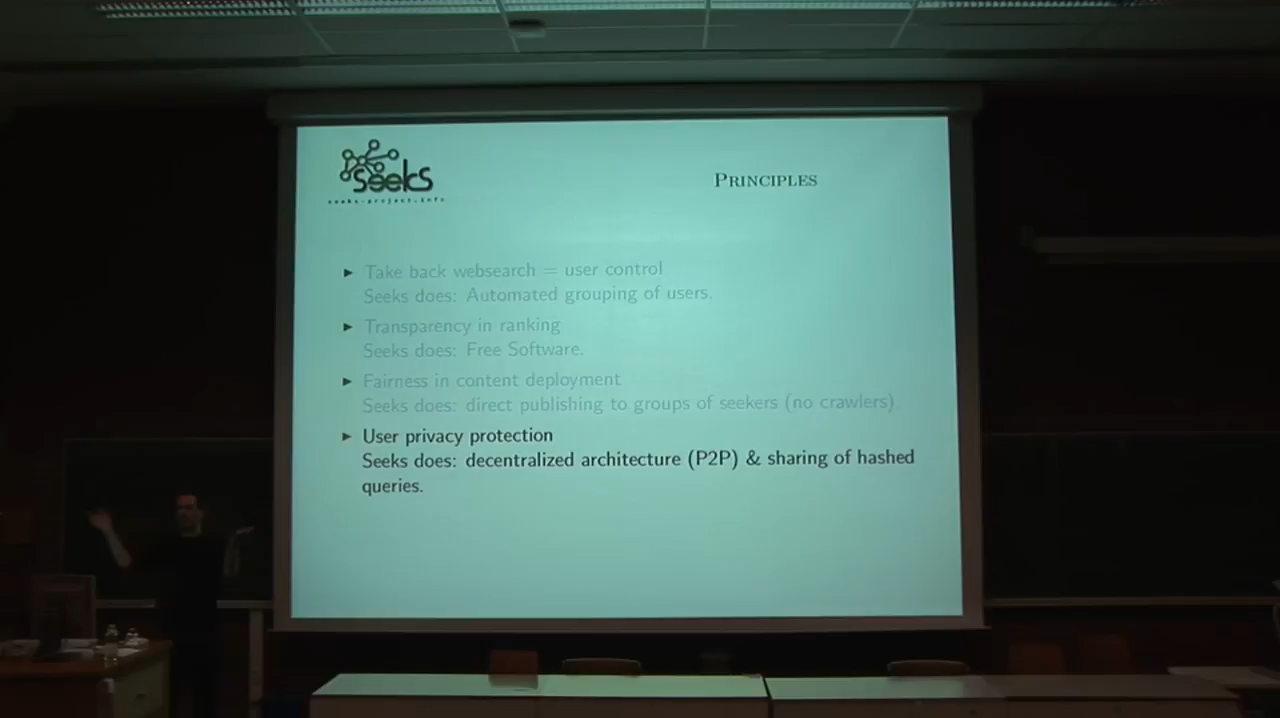 seeks
seeks-project.info
PRINCIPLES
► Take back websearch = user control
Seeks does: Automated grouping of users.
► Transparency in ranking
Seeks does: Free Software.
► Fairness in content deployment
Seeks does: direct publishing to groups of seekers (no crawlers)
► User privacy protection
Seeks does: decentralized architecture (P2P) & sharing of hashed
queries.